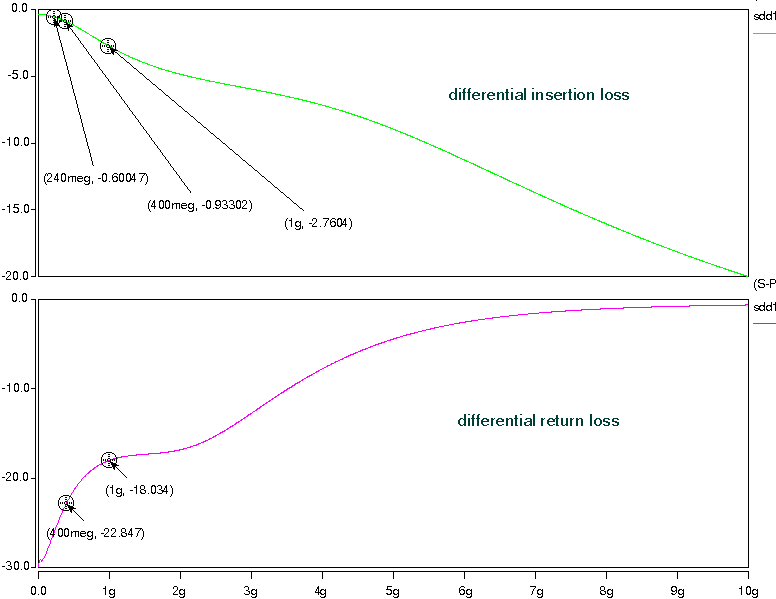 0.0
sdd1
-5.0
differential insertion loss
-10.0
(240meg, -0.60047)
(400meg, -0.93302)
-15.0
(1g, -2.7604)
-20.0
(S-P
0.0
sdd1
-10.0
differential return loss
-20.0
(1g, -18.034)
(400meg, -22.847)
-30.0
0.0 1g 2g 3g 4g 5g 6g 7g 8g 9g 10g